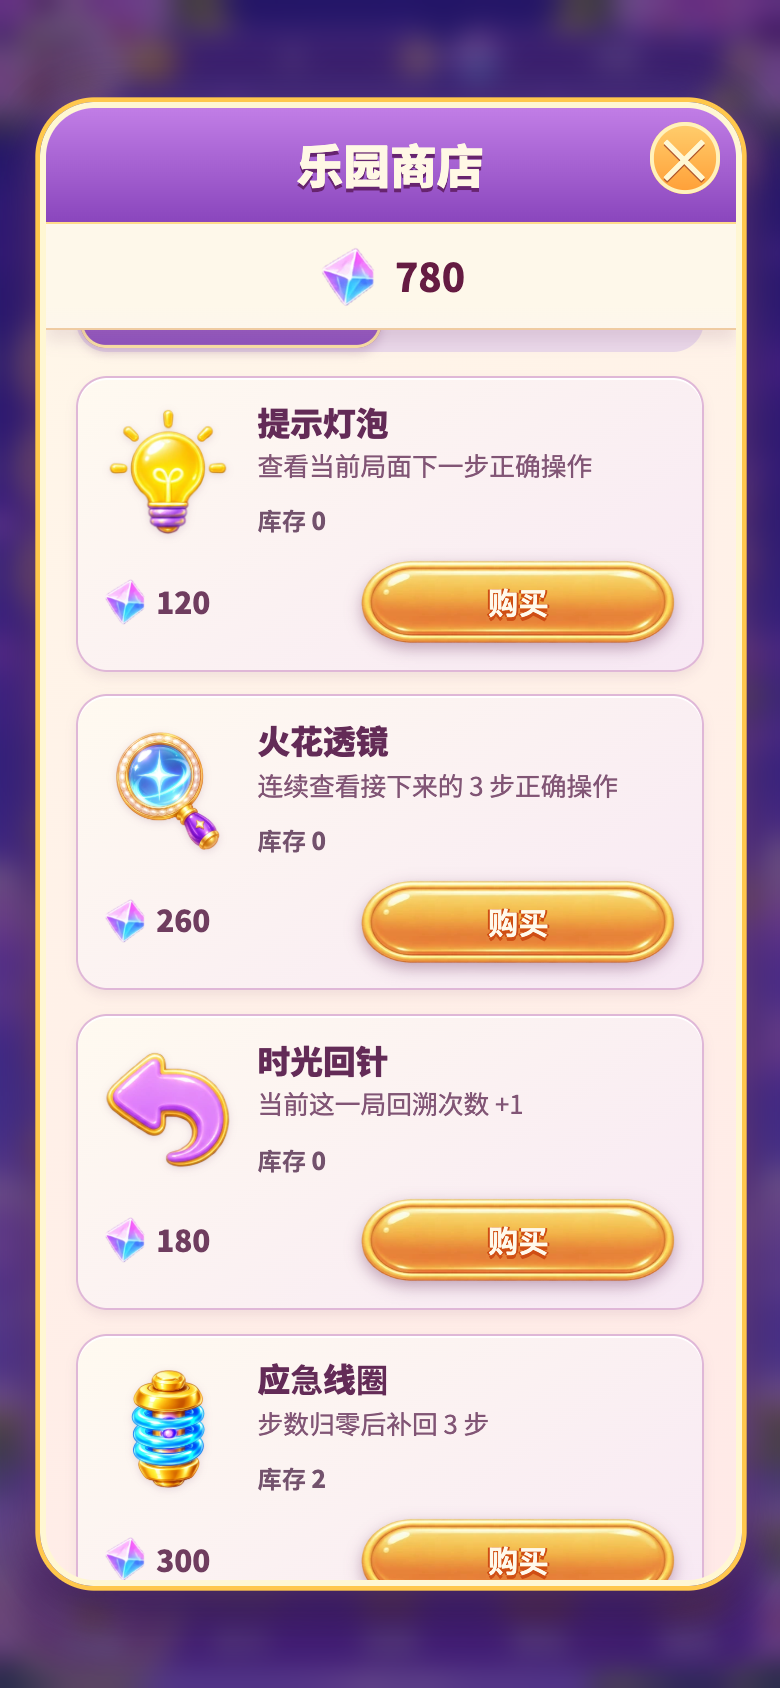 乐园商店
780
提示灯泡
查看当前局面下一步正确操作
库存 0
120
购买
火花透镜
连续查看接下来的 3 步正确操作
库存 0
260
购买
时光回针
当前这一局回溯次数 +1
库存 0
180
购买
应急线圈
步数归零后补回 3 步
库存 2
300
购买